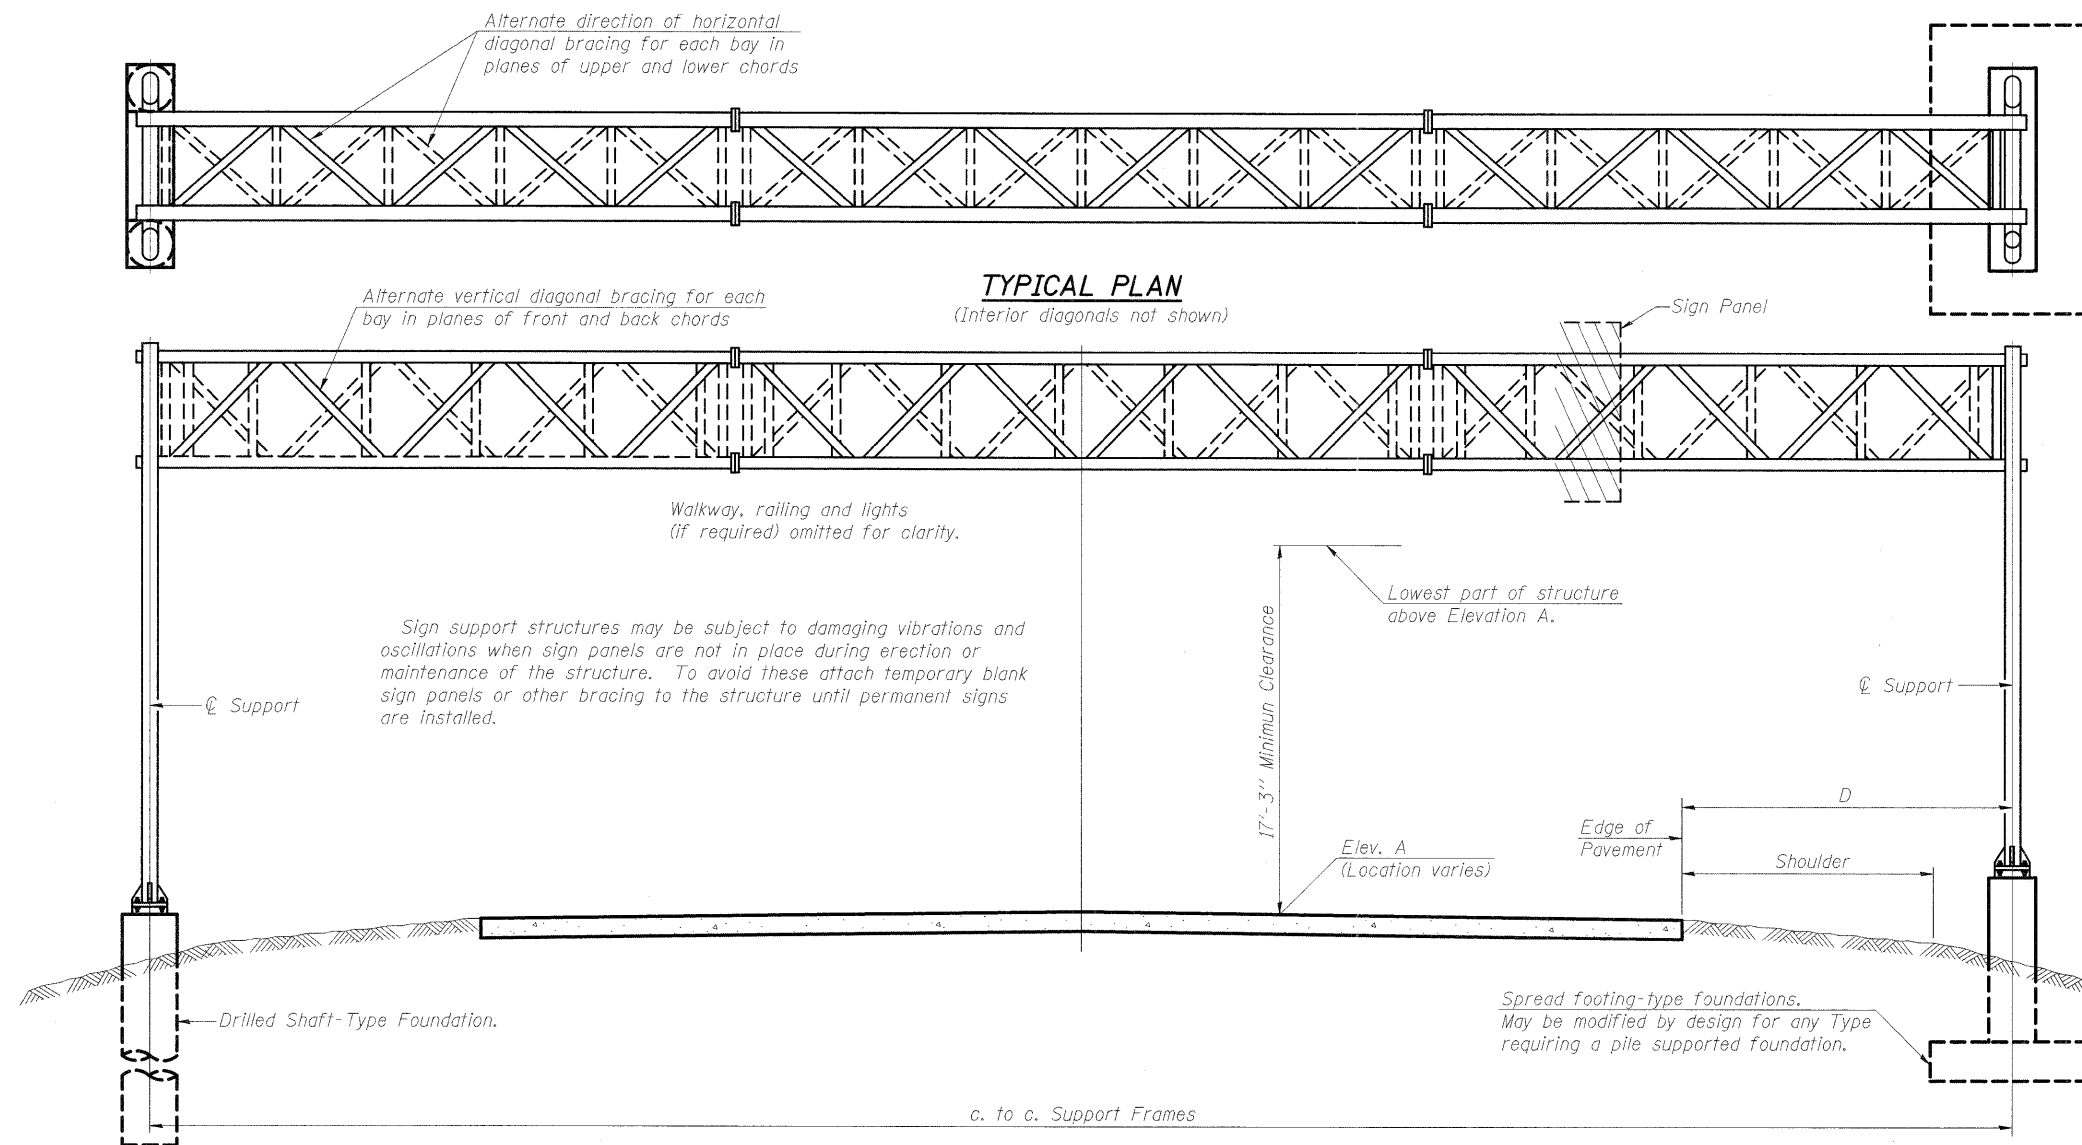 Alternate direction of horizontal
diagonal bracing for each bay in
planes of upper and lower chords
TYPICAL PLAN
(Interior diagonals not shown)
Alternate vertical diagonal bracing for each
bay in planes of front and back chords
Sign Panel
Walkway, railing and lights
(if required) omitted for clarity.
Lowest part of structure
above Elevation A.
Sign support structures may be subject to damaging vibrations and
oscillations when sign panels are not in place during erection or
maintenance of the structure. To avoid these attach temporary blank
sign panels or other bracing to the structure until permanent signs
are installed.
℄ Support
℄ Support
17'-3" Minimun Clearance
D
Edge of
Pavement
Shoulder
Elev. A
(Location varies)
Drilled Shaft-Type Foundation.
Spread footing-type foundations.
May be modified by design for any Type
requiring a pile supported foundation.
c. to c. Support Frames